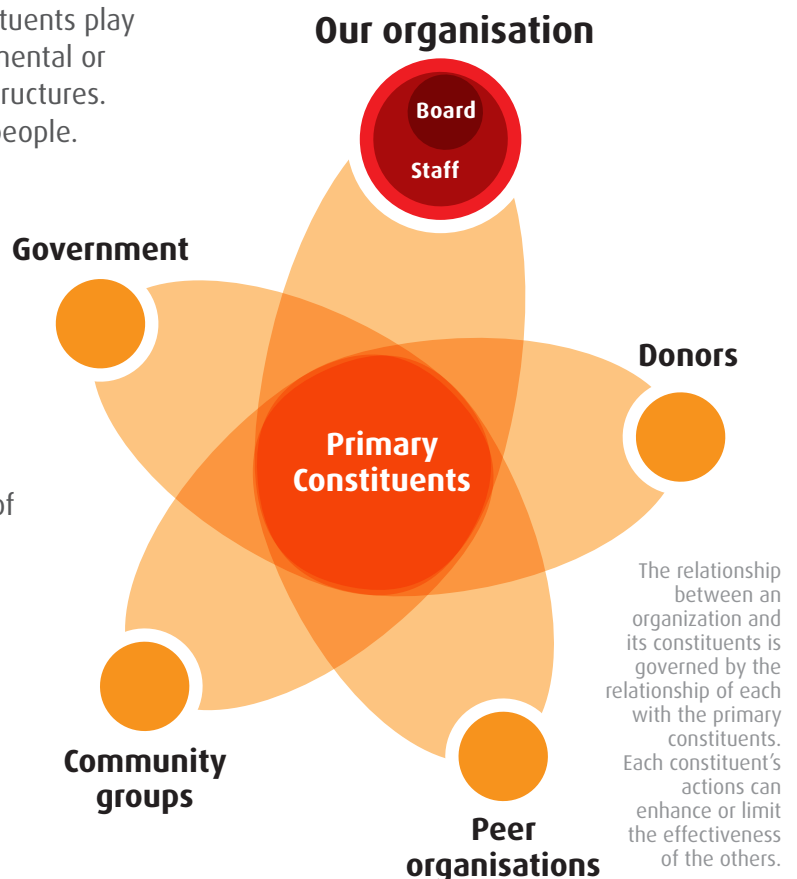 tuents play
mental or
ructures.
people.
Our organisation
Board
Staff
Government
Donors
Primary
Constituents
of
The relationship
between an
organization and
its constituents is
governed by the
relationship of each
with the primary
constituents.
Each constituent’s
actions can
enhance or limit
the effectiveness
of the others.
Community
groups
Peer
organisations